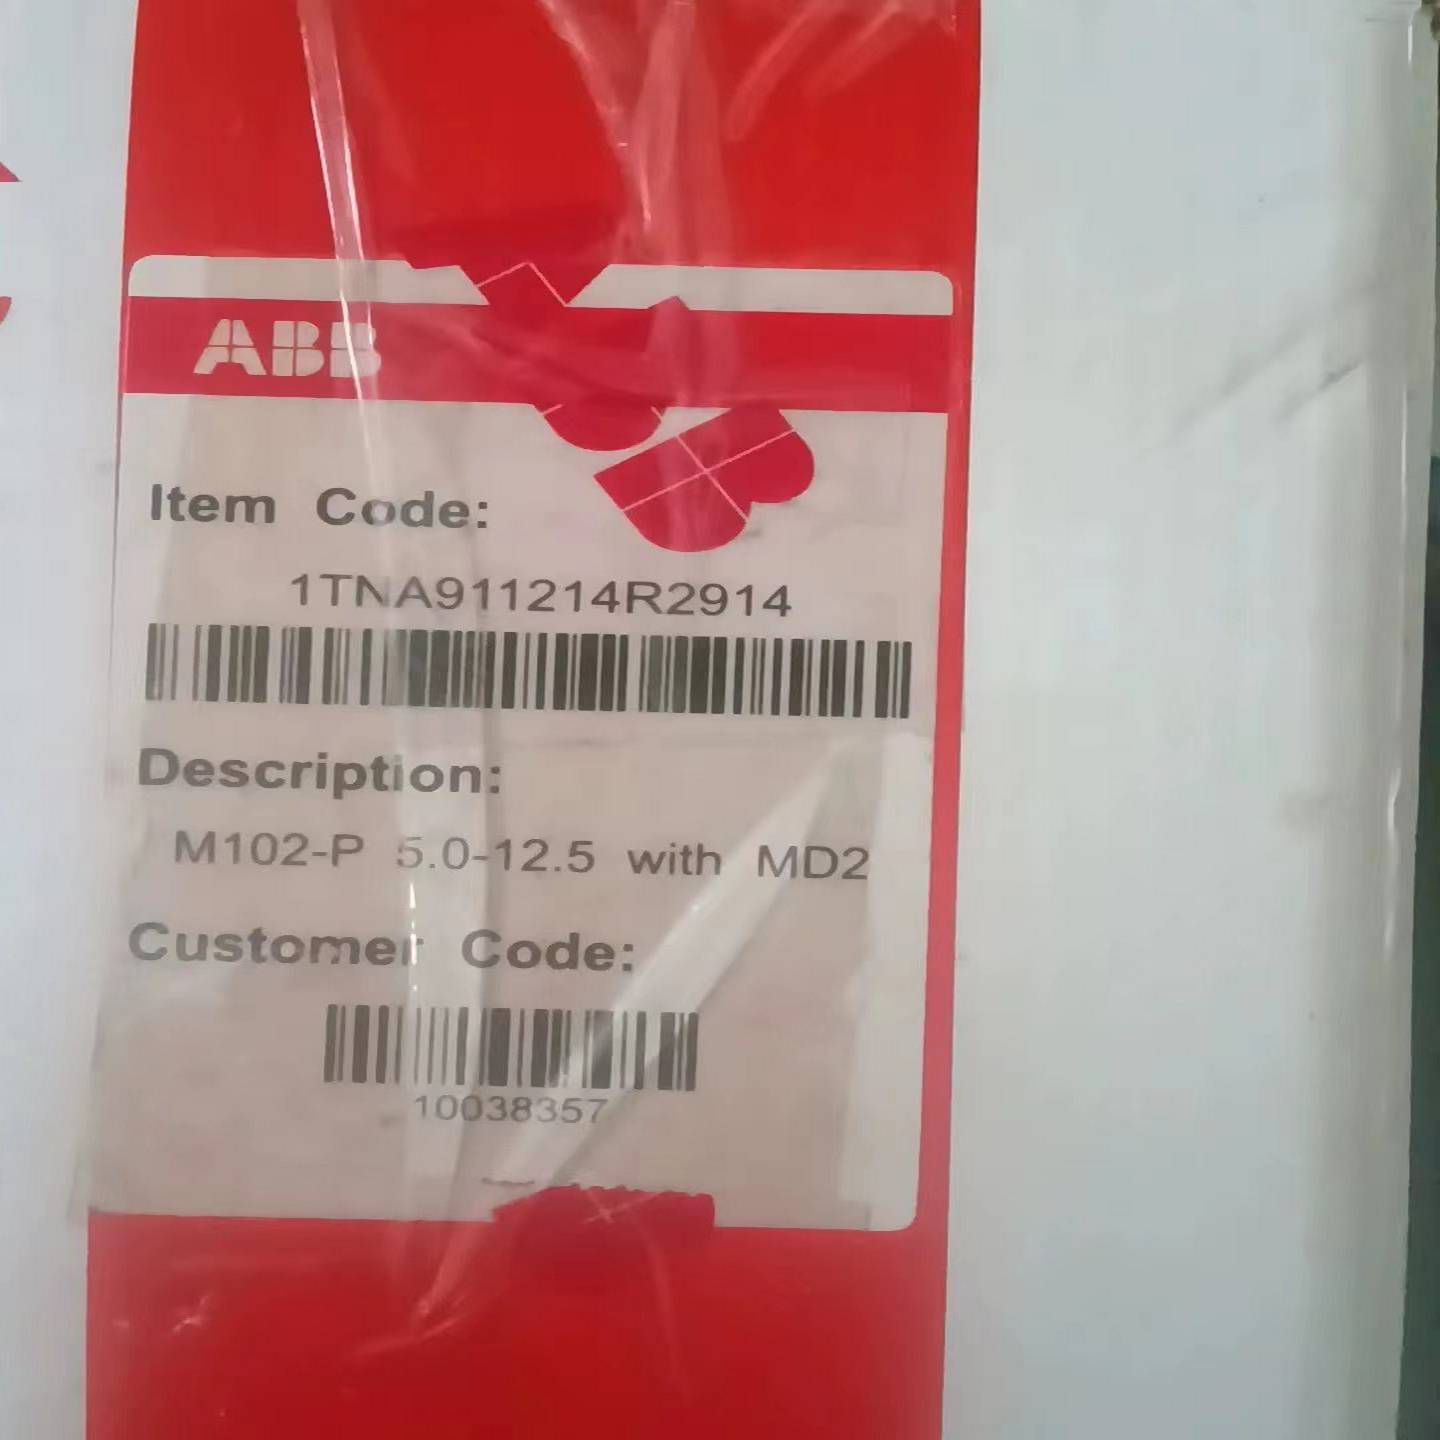 ABB
Item Code:
1TNA911214R2914
Description:
M102-P 5.0-12.5 with MD2
Customer Code:
10038357